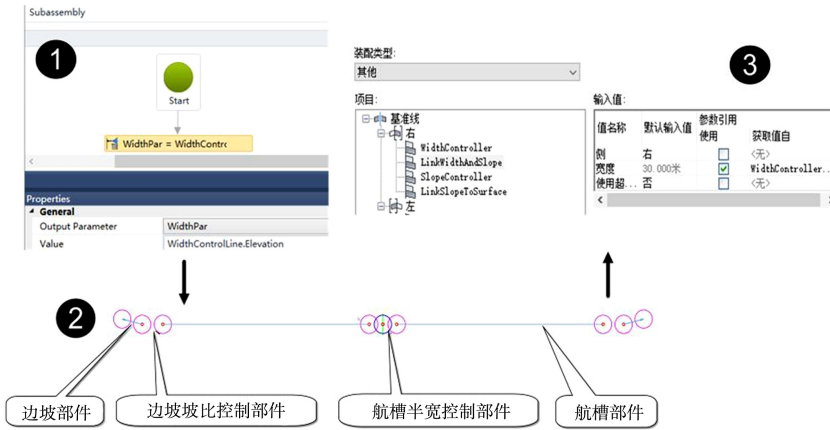 Subassembly
1
Start
WidthPar = WidthContrc
Properties
General
Output Parameter
WidthPar
Value
WidthControlLine.Elevation
装配类型:
其他
项目:
基准线
右
WidthController
LinkWidthAndSlope
SlopeController
LinkSlopeToSurface
左
3
输入值:
值名称
默认输入值
参数引用
使用
获取值自
侧
右
<无>
宽度
30.000米
WidthController..
使用超...
否
<无>
2
边坡部件
边坡坡比控制部件
航槽半宽控制部件
航槽部件